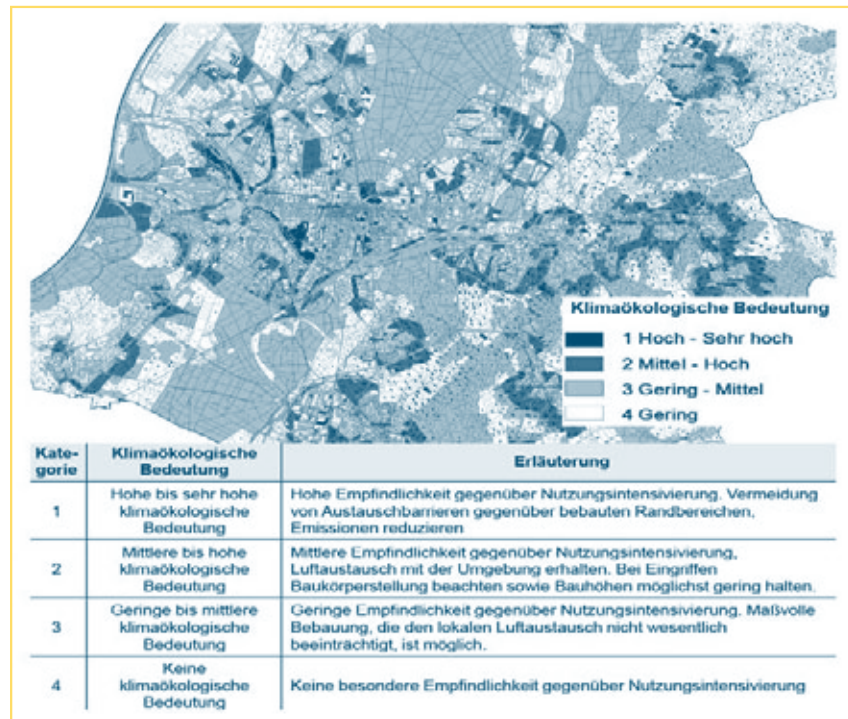 Klimaökologische Bedeutung
1 Hoch - Sehr hoch
2 Mittel - Hoch
3 Gering - Mittel
4 Gering
Kate-
gorie
Klimaökologische
Bedeutung
Erläuterung
1
Hohe bis sehr hohe
klimaökologische
Bedeutung
Hohe Empfindlichkeit gegenüber Nutzungsintensivierung. Vermeidung
von Austauschbarrieren gegenüber bebauten Randbereichen,
Emissionen reduzieren
2
Mittlere bis hohe
klimaökologische
Bedeutung
Mittlere Empfindlichkeit gegenüber Nutzungsintensivierung,
Luftaustausch mit der Umgebung erhalten. Bei Eingriffen
Baukörperstellung beachten sowie Bauhöhen möglichst gering halten.
3
Geringe bis mittlere
klimaökologische
Bedeutung
Geringe Empfindlichkeit gegenüber Nutzungsintensivierung. Maßvolle
Bebauung, die den lokalen Luftaustausch nicht wesentlich
beeinträchtigt, ist möglich.
4
Keine
klimaökologische
Bedeutung
Keine besondere Empfindlichkeit gegenüber Nutzungsintensivierung